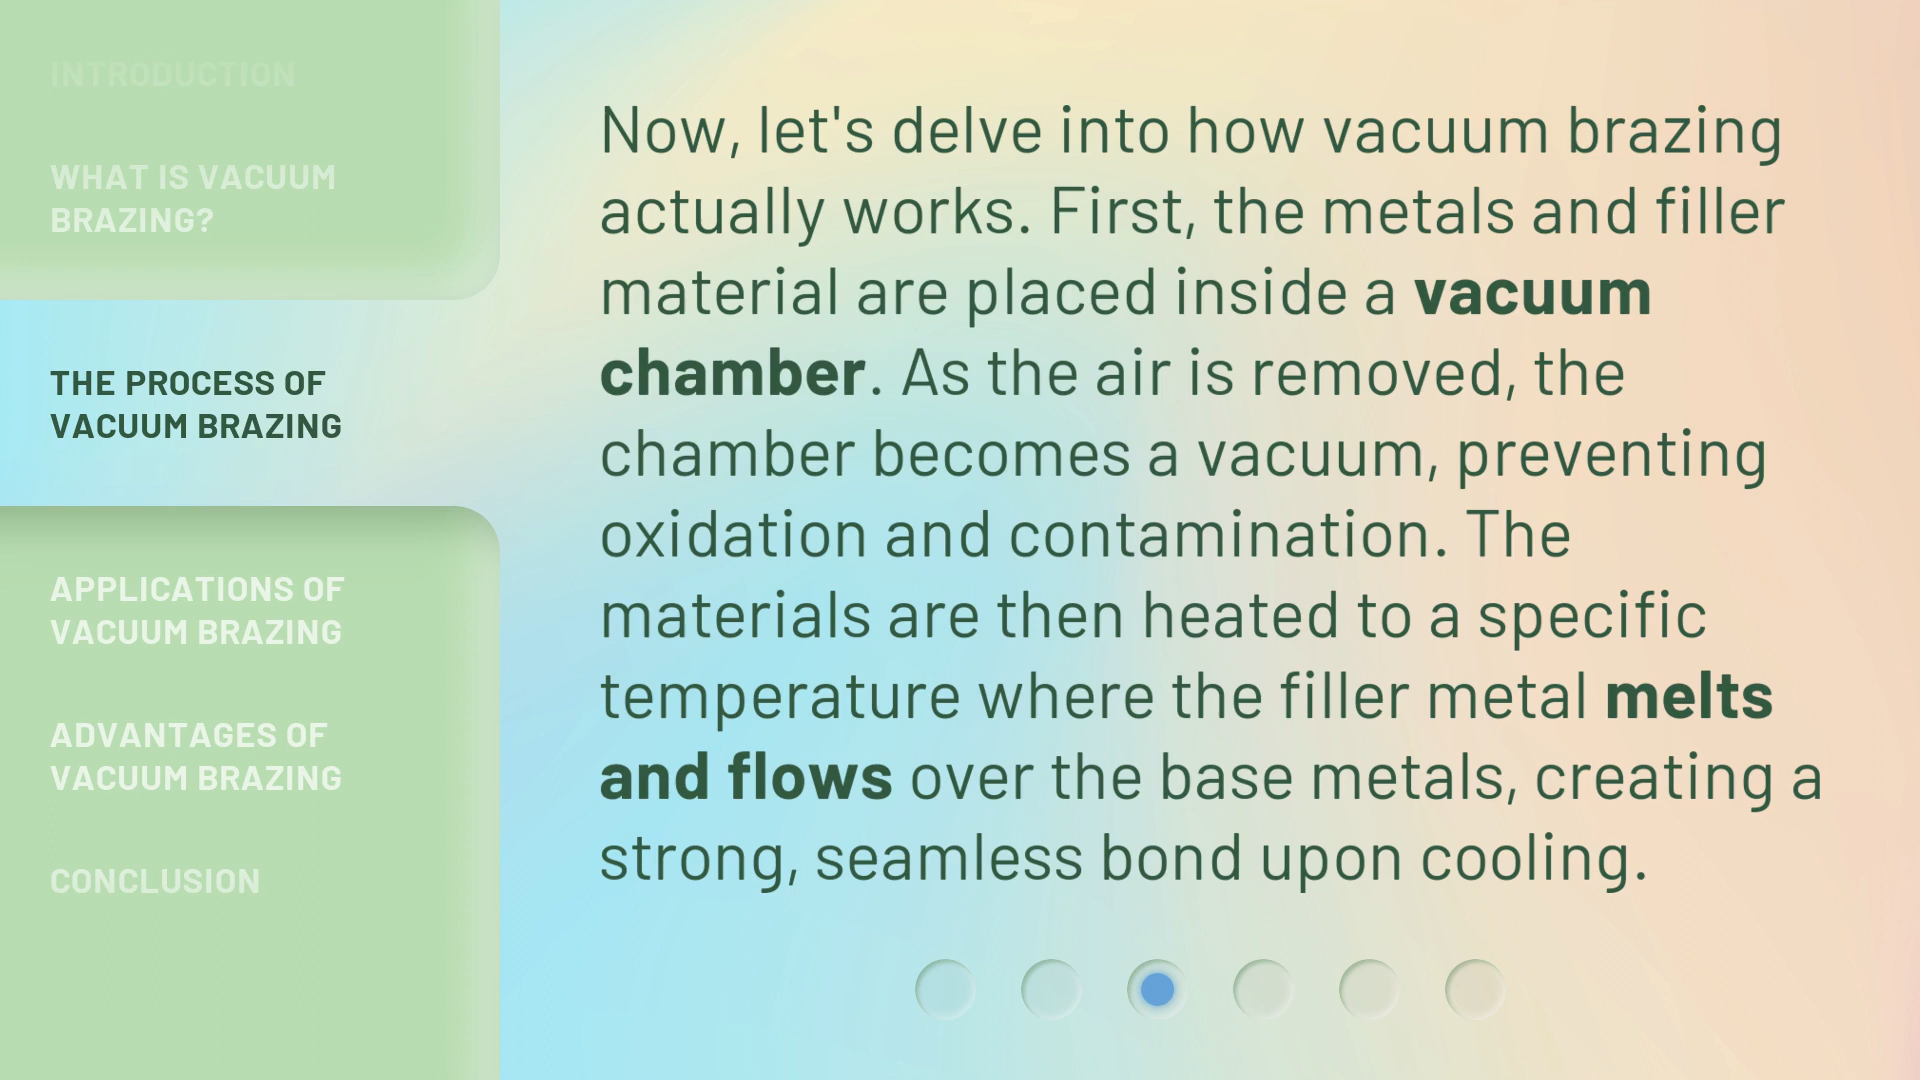 INTRODUCTION
WHAT IS VACUUM
BRAZING?
THE PROCESS OF
VACUUM BRAZING
APPLICATIONS OF
VACUUM BRAZING
ADVANTAGES OF
VACUUM BRAZING
CONCLUSION
Now, let's delve into how vacuum brazing
actually works. First, the metals and filler
material are placed inside a vacuum
chamber. As the air is removed, the
chamber becomes a vacuum, preventing
oxidation and contamination. The
materials are then heated to a specific
temperature where the filler metal melts
and flows over the base metals, creating a
strong, seamless bond upon cooling.